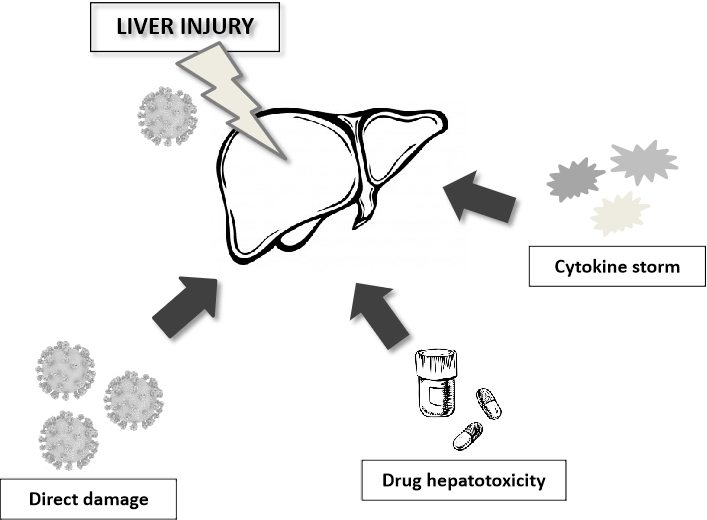 LIVER INJURY
Cytokine storm
Drug hepatotoxicity
Direct damage